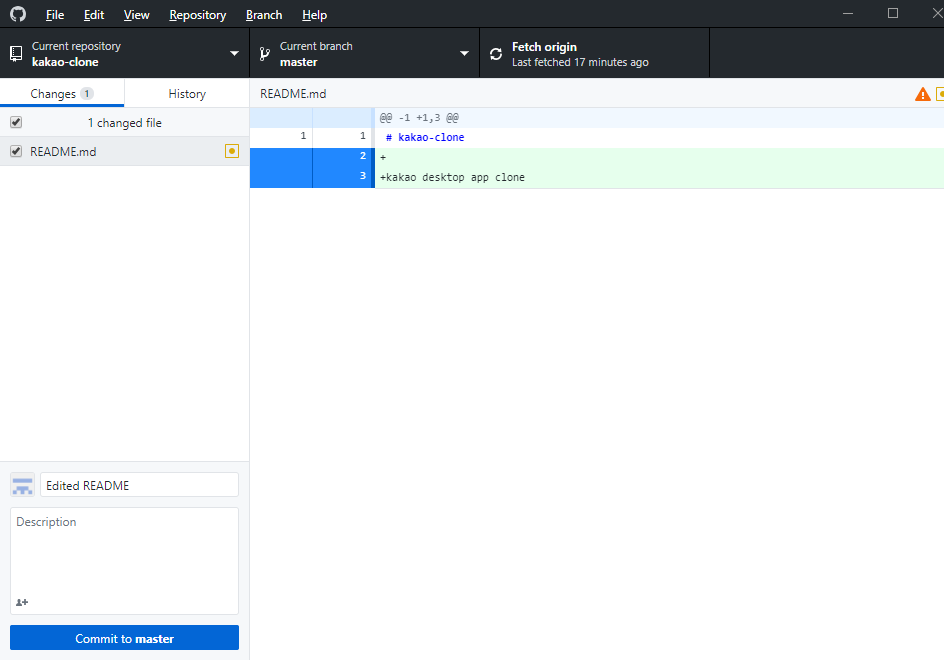 File Edit View Repository Branch Help
Current repository
kakao-clone
Current branch
master
Fetch origin
Last fetched 17 minutes ago
Changes 1
History
README.md
1 changed file
README.md
@@ -1 +1,3 @@
1 1 # kakao-clone
2 +
3 +kakao desktop app clone
Edited README
Description
Commit to master